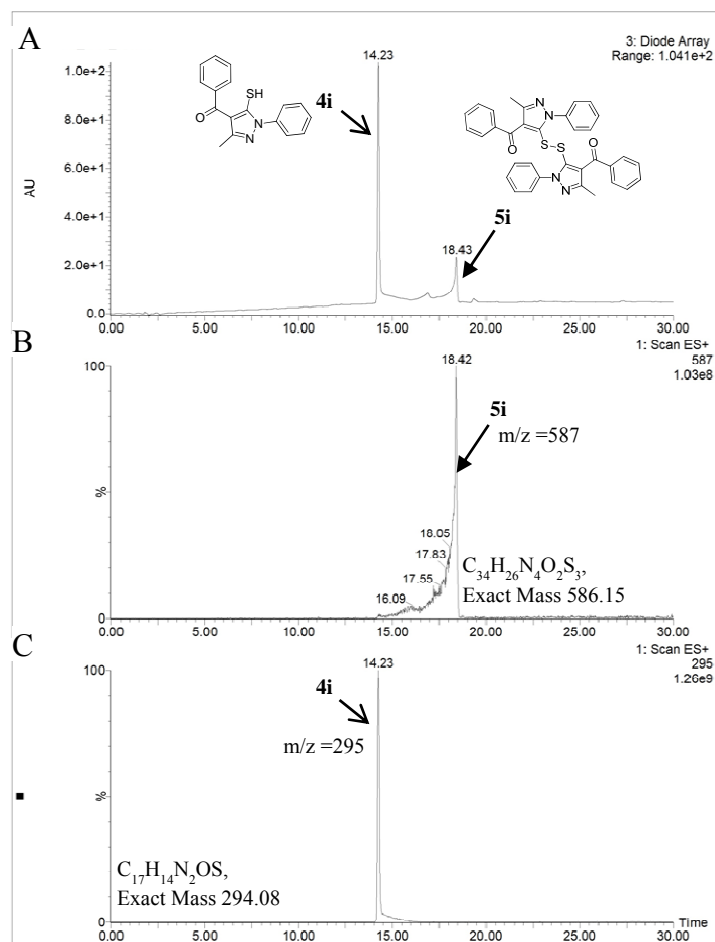 A
3: Diode Array
Range: 1.041e+2
14.23
4i
SH
O
N
N
N
N
O
S
S
O
N
N
5i
18.43
AU
1.0e+2
8.0e+1
6.0e+1
4.0e+1
2.0e+1
0.0
0.00 5.00 10.00 15.00 20.00 25.00 30.00
B
1: Scan ES+
587
1.03e8
18.42
5i
m/z =587
18.05
17.83
17.55
16.09
C34H26N4O2S3,
Exact Mass 586.15
100
%
0
0.00 5.00 10.00 15.00 20.00 25.00 30.00
C
1: Scan ES+
295
1.26e9
14.23
4i
m/z =295
C17H14N2OS,
Exact Mass 294.08
100
%
0
Time
0.00 5.00 10.00 15.00 20.00 25.00 30.00